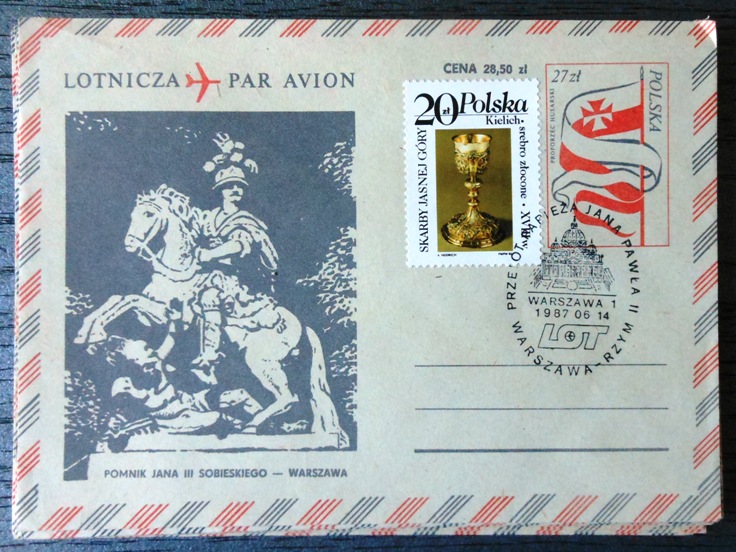 LOTNICZA PAR AVION
CENA 28,50 zł
20 zł Polska
Kielich•
srebro złocone • XVIII w.
SKARBY JASNEJ GÓRY
27 zł
PROPORZEC HUSARSKI
POLSKA
PRZELOT PAPIEŻA JANA PAWŁA II
WARSZAWA 1
1987 06 14
LOT
WARSZAWA-RZYM
POMNIK JANA III SOBIESKIEGO — WARSZAWA